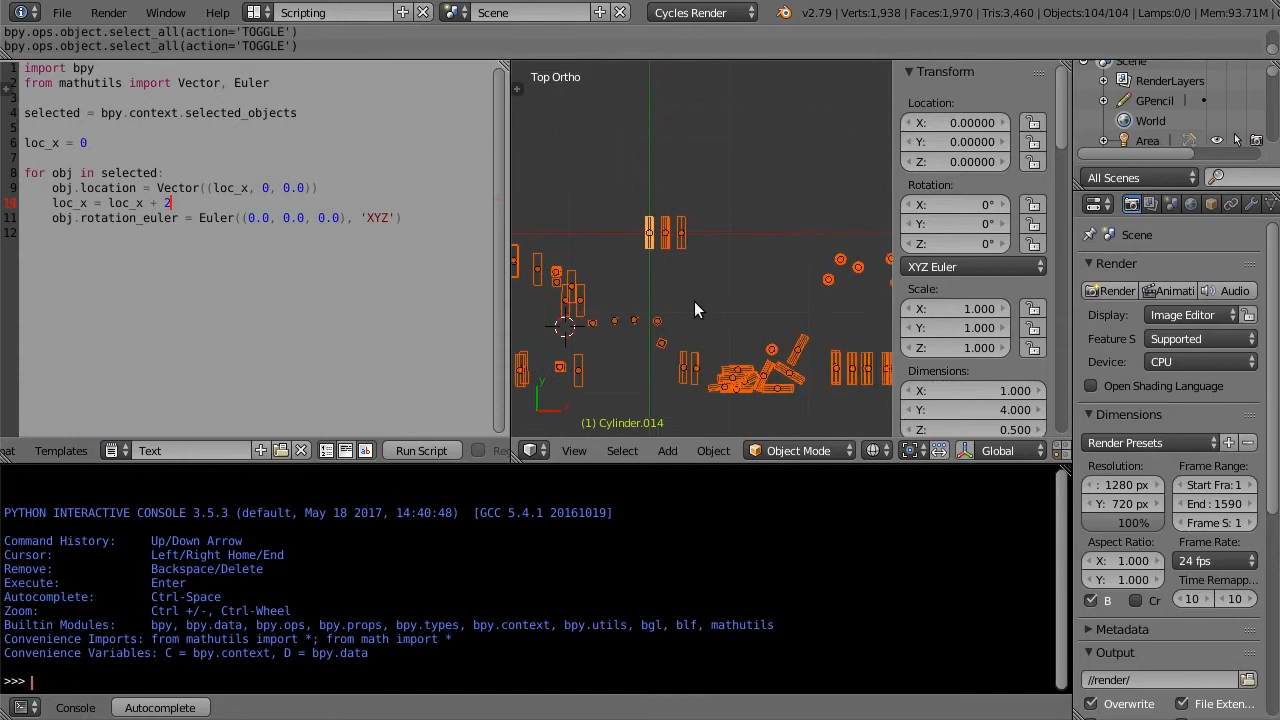 File Render Window Help Scripting Scene Cycles Render v2.79 | Verts:1,938 | Faces:1,970 | Tris:3,460 | Objects:104/104 | Lamps:0/0 | Mem:93.71M
bpy.ops.object.select_all(action='TOGGLE')
bpy.ops.object.select_all(action='TOGGLE')
1 import bpy
2 from mathutils import Vector, Euler
3
4 selected = bpy.context.selected_objects
5
6 loc_x = 0
7
8 for obj in selected:
9 obj.location = Vector((loc_x, 0, 0.0))
10 loc_x = loc_x + 2
11 obj.rotation_euler = Euler((0.0, 0.0, 0.0), 'XYZ')
12
Templates Text Run Script
Top Ortho
y
(1) Cylinder.014
View Select Add Object Object Mode Global
Transform
Location:
X: 0.00000
Y: 0.00000
Z: 0.00000
Rotation:
X: 0°
Y: 0°
Z: 0°
XYZ Euler
Scale:
X: 1.000
Y: 1.000
Z: 1.000
Dimensions:
X: 1.000
Y: 4.000
Z: 0.500
Scene
RenderLayers
GPencil
World
Area
All Scenes
Scene
Render
Render Animati Audio
Display: Image Editor
Feature S Supported
Device: CPU
Open Shading Language
Dimensions
Render Presets
Resolution: Frame Range:
: 1280 px Start Fra: 1
Y: 720 px End : 1590
100% Frame S: 1
Aspect Ratio: Frame Rate:
X: 1.000 24 fps
Y: 1.000 Time Remapp...
B Cr 10 10
Metadata
Output
//render/
Overwrite File Exten...
PYTHON INTERACTIVE CONSOLE 3.5.3 (default, May 18 2017, 14:40:48) [GCC 5.4.1 20161019]
Command History: Up/Down Arrow
Cursor: Left/Right Home/End
Remove: Backspace/Delete
Execute: Enter
Autocomplete: Ctrl-Space
Zoom: Ctrl +/-, Ctrl-Wheel
Builtin Modules: bpy, bpy.data, bpy.ops, bpy.props, bpy.types, bpy.context, bpy.utils, bgl, blf, mathutils
Convenience Imports: from mathutils import *; from math import *
Convenience Variables: C = bpy.context, D = bpy.data
>>>
Console Autocomplete